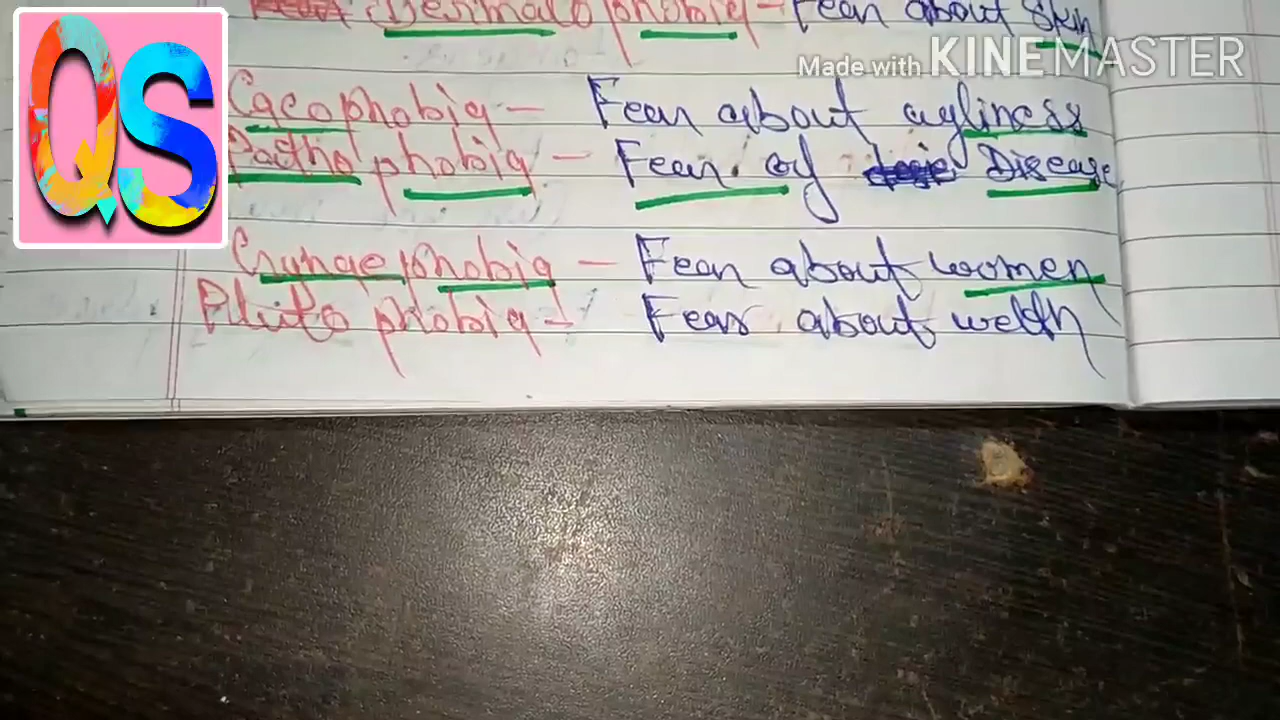 Dermato phobia - Fear about Skin
Made with KINEMASTER
QS
Cacophobia - Fear about ugliness
Patho phobia - Fear of Disease
phobia - Fear about women
Pluto phobia - Fear about welth